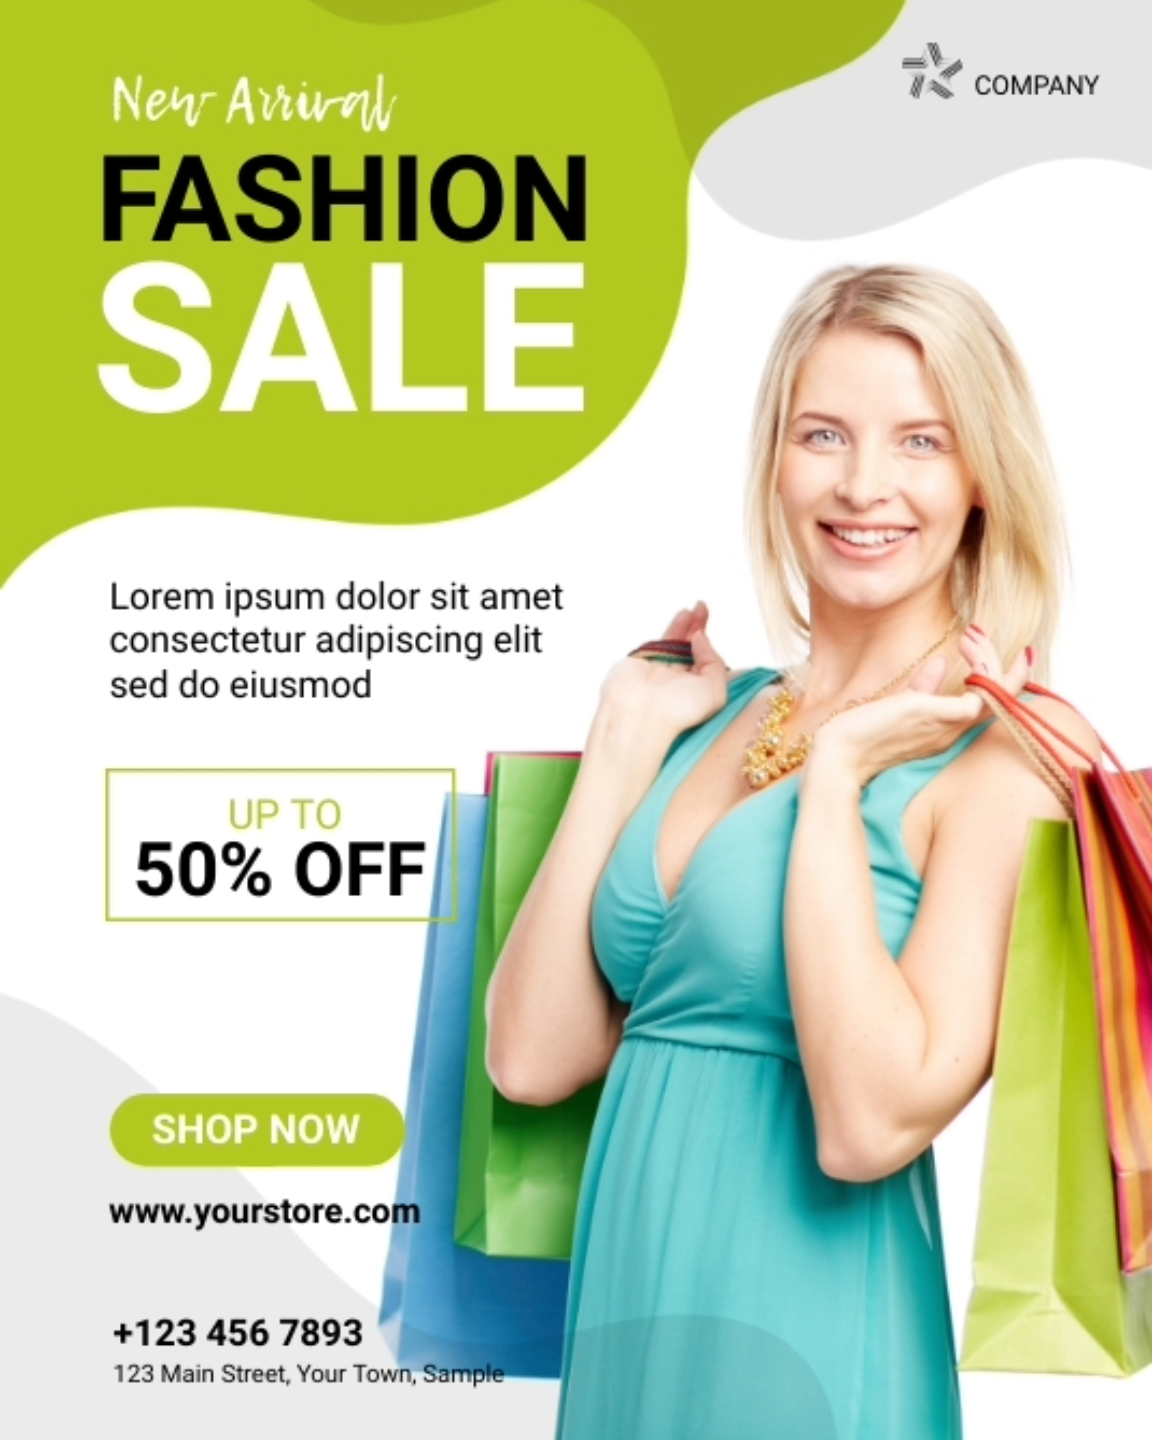 New Arrival
COMPANY
FASHION
SALE
Lorem ipsum dolor sit amet
consectetur adipiscing elit
sed do eiusmod
UP TO
50% OFF
SHOP NOW
www.yourstore.com
+123 456 7893
123 Main Street, Your Town, Sample